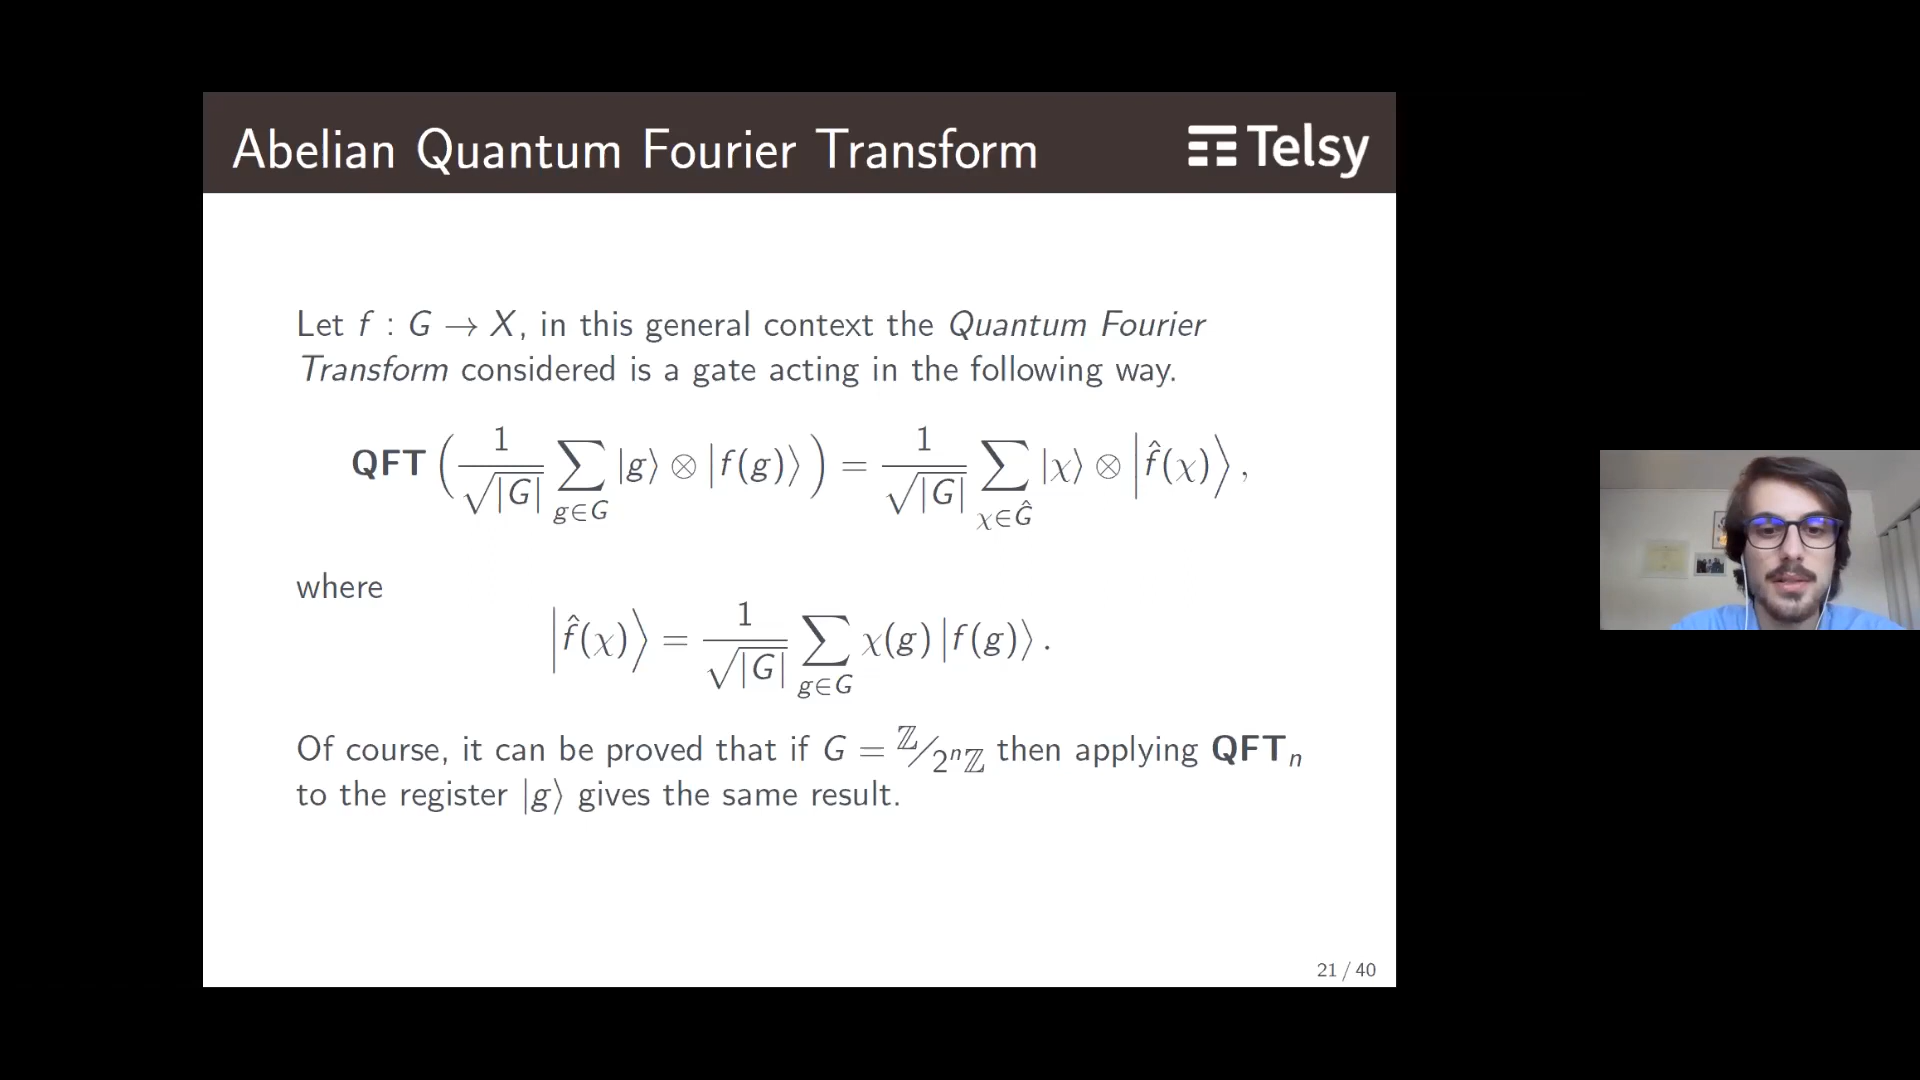 Abelian Quantum Fourier Transform
Telsy
Let f : G → X, in this general context the Quantum Fourier
Transform considered is a gate acting in the following way.
QFT ( 1/√|G| ∑_{g∈G} |g⟩ ⊗ |f(g)⟩ ) = 1/√|G| ∑_{χ∈Ĝ} |χ⟩ ⊗ |f̂(χ)⟩ ,
where
|f̂(χ)⟩ = 1/√|G| ∑_{g∈G} χ(g) |f(g)⟩ .
Of course, it can be proved that if G = ℤ/2ⁿℤ then applying QFTₙ
to the register |g⟩ gives the same result.
21 / 40